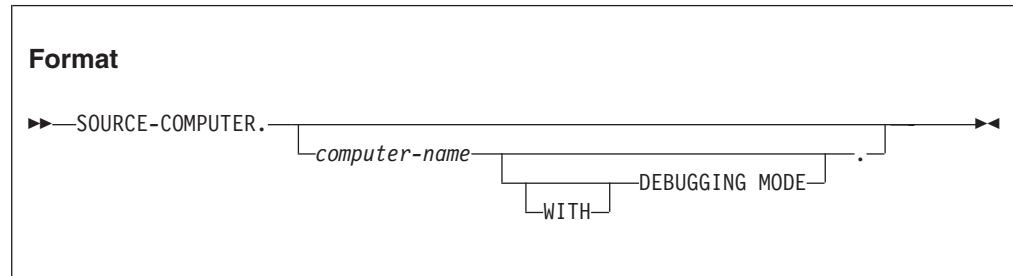 Format
SOURCE-COMPUTER.
computer-name .
DEBUGGING MODE
WITH